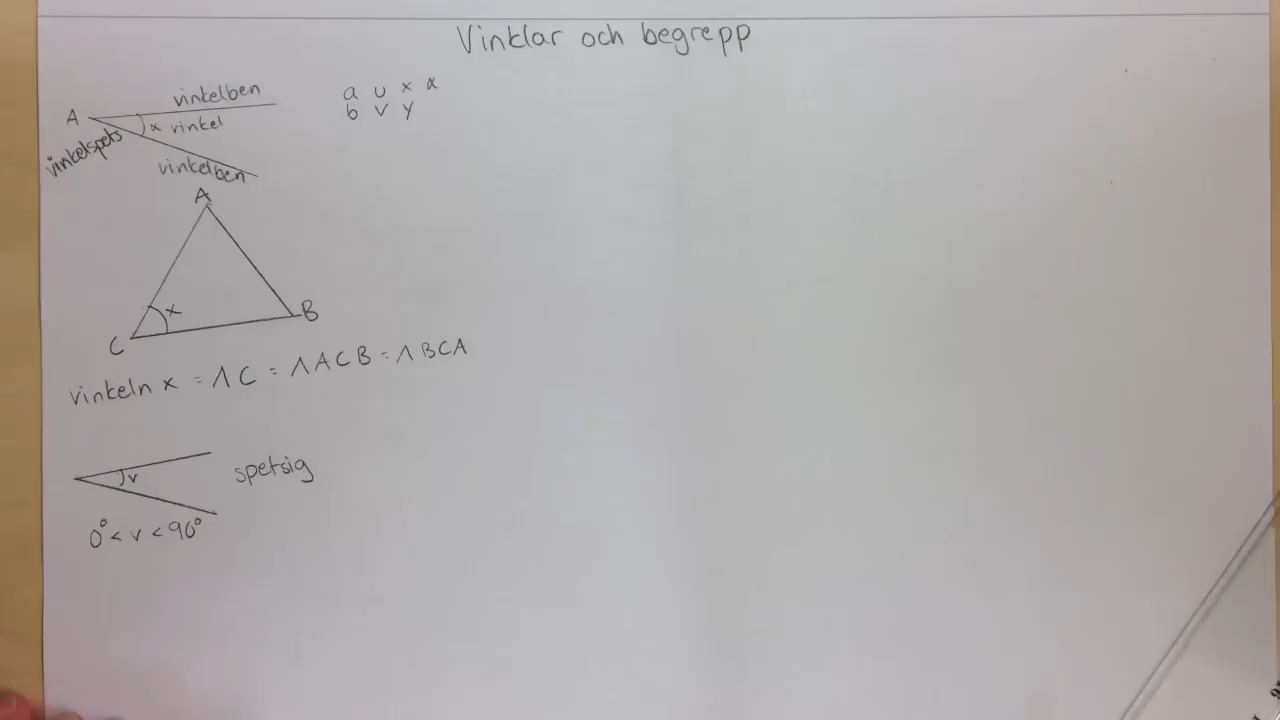 Vinklar och begrepp
A vinkelben
x vinkel
vinkelspets
vinkelben
a u x α
b v y
A
x
B
C
vinkeln x = ∧C = ∧ACB = ∧BCA
v
spetsig
0° < v < 90°